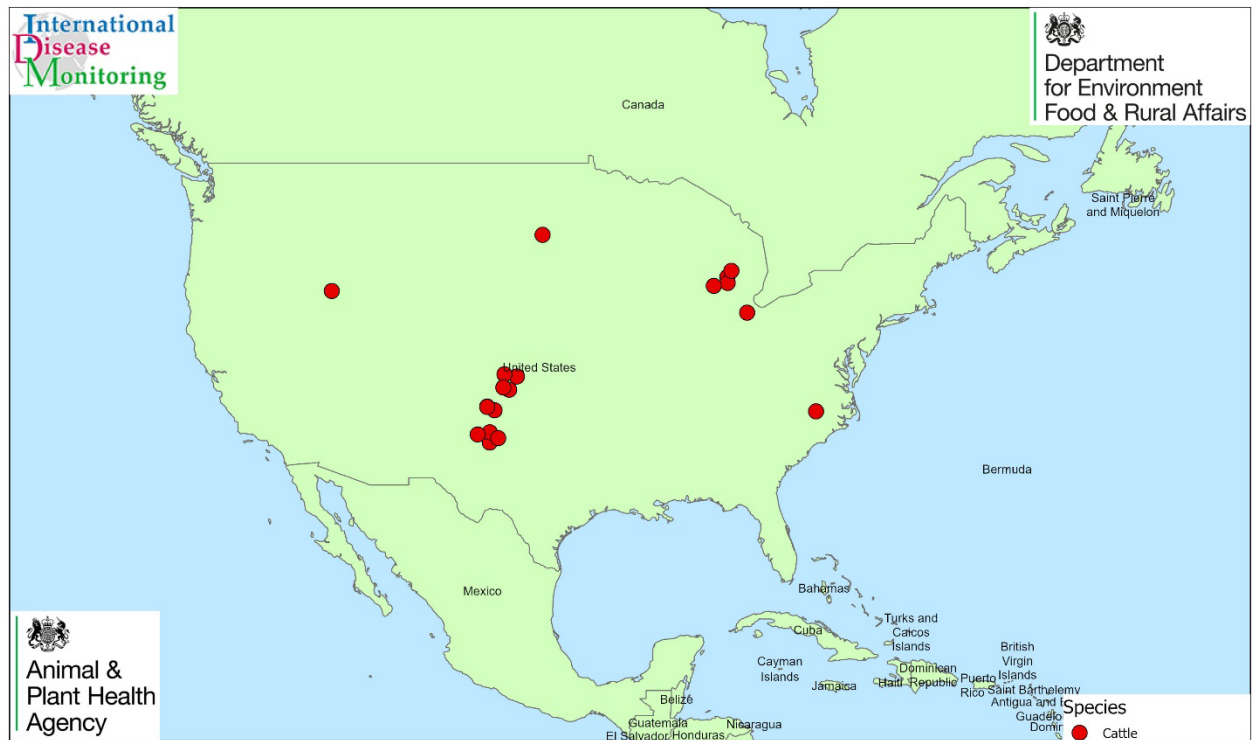 International
Disease
Monitoring
Department
for Environment
Food & Rural Affairs
Canada
Saint Pierre
and Miquelon
United States
Bermuda
Mexico
Bahamas
Cuba
Turks and
Caicos
Islands
Cayman
Islands
Jamaica
Haiti
Dominican
Republic
Puerto
Rico
British
Virgin
Islands
Saint Barthelemy
Antigua and
Guadelo
Domir
Belize
Guatemala
El Salvador
Honduras
Nicaragua
Animal &
Plant Health
Agency
Species
Cattle